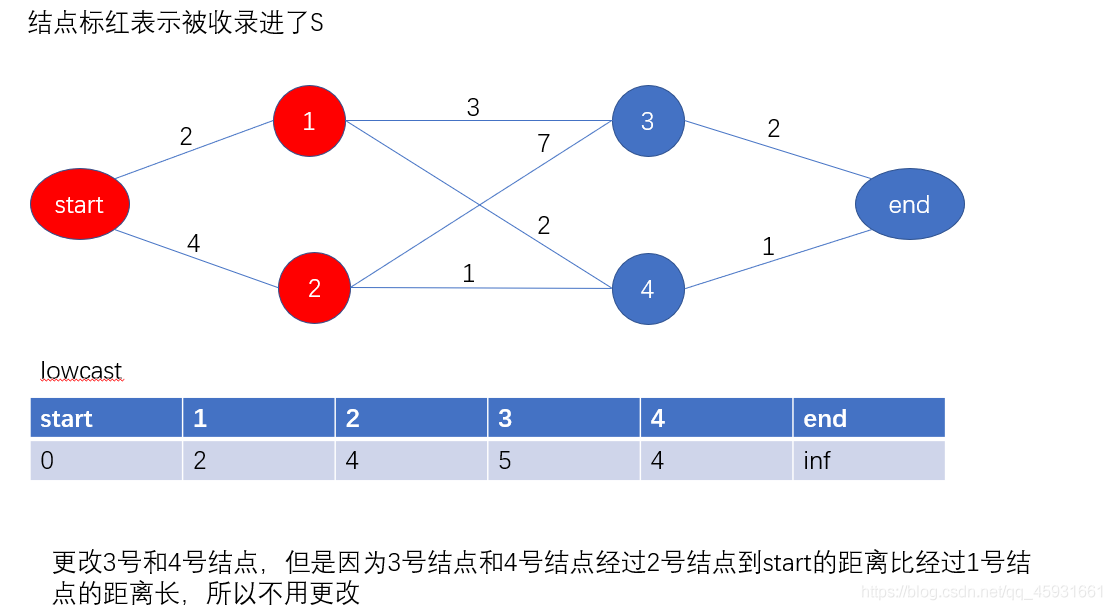 结点标红表示被收录进了S
3
1
3
2
7
2
start
end
2
4
1
1
2
4
lowcast
start 1 2 3 4 end
0 2 4 5 4 inf
更改3号和4号结点，但是因为3号结点和4号结点经过2号结点到start的距离比经过1号结
点的距离长，所以不用更改
https://blog.csdn.net/qq_45931661